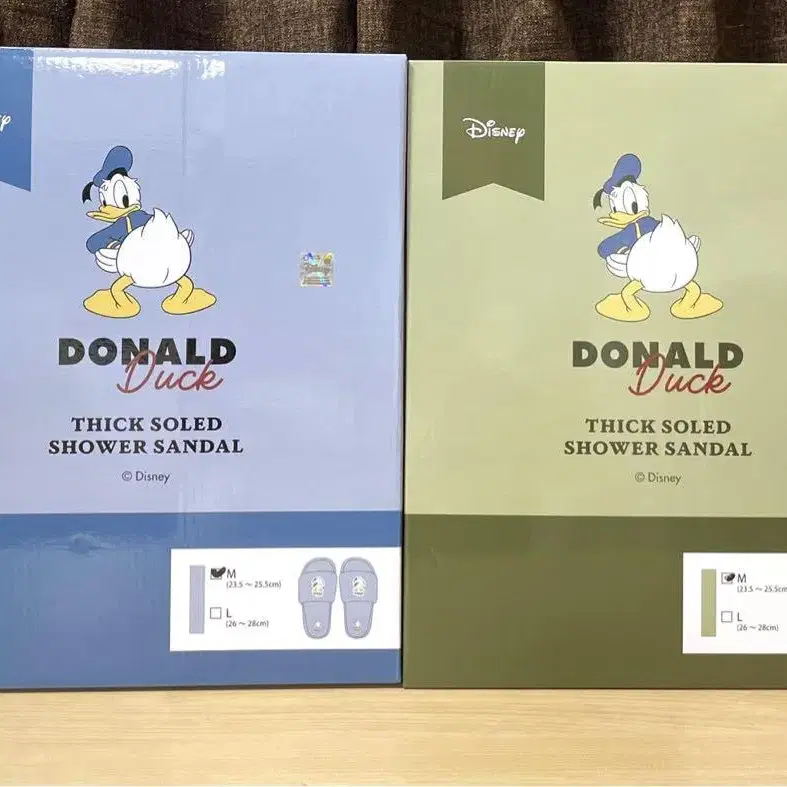 DONALD
Duck
THICK SOLED
SHOWER SANDAL
© Disney
M
(23.5 ~ 25.5cm)
L
(26 ~ 28cm)
Disney
DONALD
Duck
THICK SOLED
SHOWER SANDAL
© Disney
M
(23.5 ~ 25.5cm
L
(26 ~ 28cm)